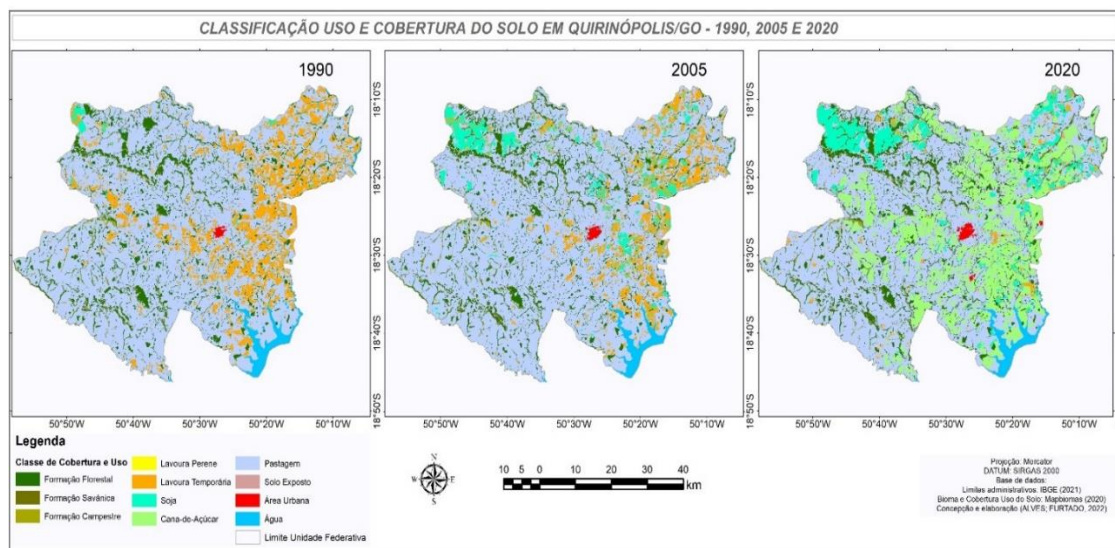 CLASSIFICAÇÃO USO E COBERTURA DO SOLO EM QUIRINÓPOLIS/GO - 1990, 2005 E 2020
1990
2005
2020
18°10'S
18°20'S
18°30'S
18°40'S
18°50'S
18°10'S
18°20'S
18°30'S
18°40'S
18°50'S
50°50'W 50°40'W 50°30'W 50°20'W 50°10'W
50°50'W 50°40'W 50°30'W 50°20'W 50°10'W
50°50'W 50°40'W 50°30'W 50°20'W 50°10'W
Legenda
Classe de Cobertura e Uso
Formação Florestal
Formação Savânica
Formação Campestre
Lavoura Perene
Lavoura Temporária
Soja
Cana-de-Açúcar
Pastagem
Solo Exposto
Área Urbana
Água
Limite Unidade Federativa
N
W E
S
10 5 0 10 20 30 40
km
Projeção: Mercator
DATUM: SIRGAS 2000
Base de dados:
Limites administrativos: IBGE (2021)
Bioma e Cobertura Uso do Solo: Mapbiomas (2020)
Concepção e elaboração (ALVES; FURTADO, 2022)